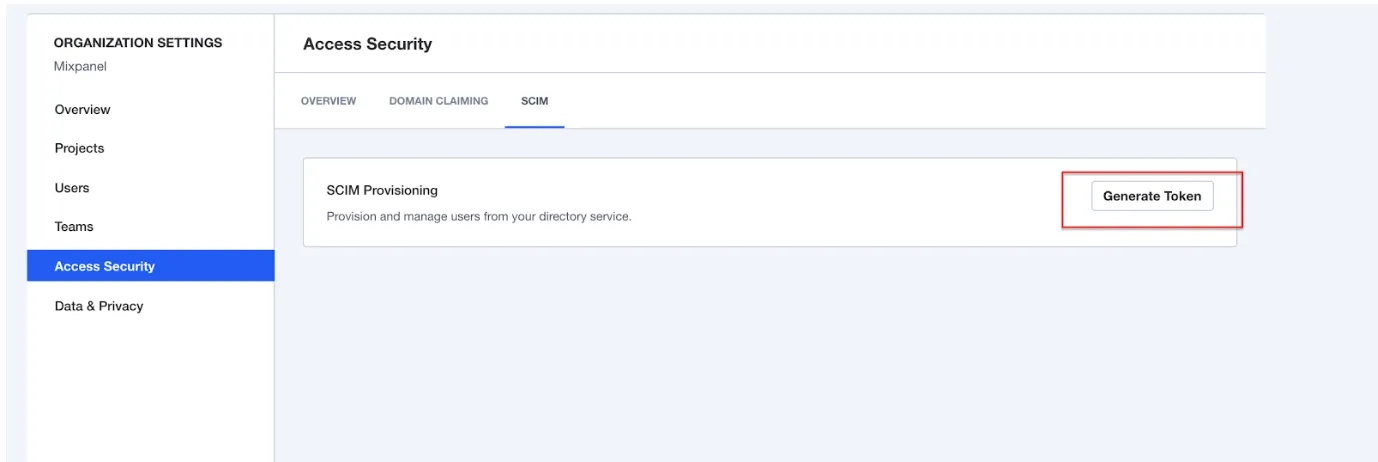 ORGANIZATION SETTINGS
Mixpanel
Overview
Projects
Users
Teams
Access Security
Data & Privacy
Access Security
OVERVIEW DOMAIN CLAIMING SCIM
SCIM Provisioning
Provision and manage users from your directory service.
Generate Token